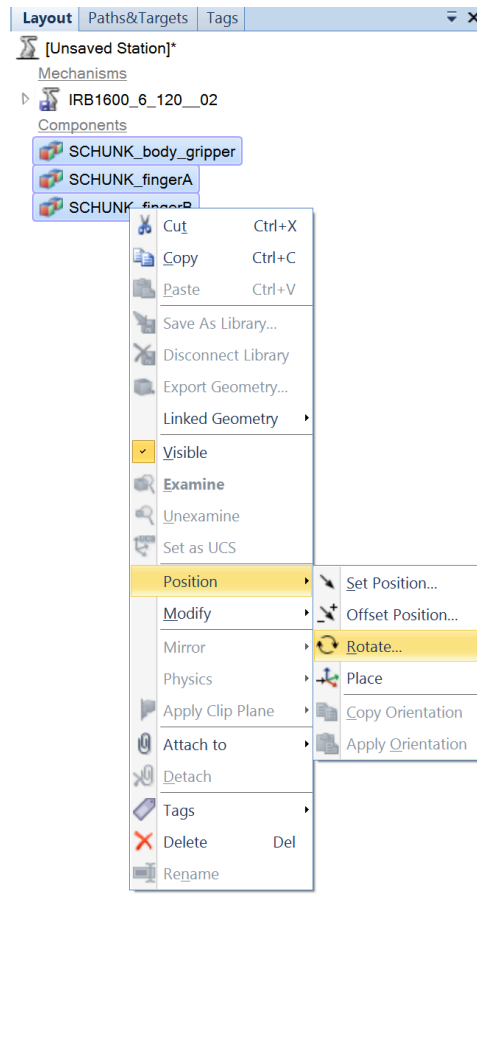 Layout Paths&Targets Tags
[Unsaved Station]*
Mechanisms
IRB1600_6_120__02
Components
SCHUNK_body_gripper
SCHUNK_fingerA
SCHUNK_fingerB
Cut Ctrl+X
Copy Ctrl+C
Paste Ctrl+V
Save As Library...
Disconnect Library
Export Geometry...
Linked Geometry
Visible
Examine
Unexamine
Set as UCS
Position
Modify
Mirror
Physics
Apply Clip Plane
Attach to
Detach
Tags
Delete Del
Rename
Set Position...
Offset Position...
Rotate...
Place
Copy Orientation
Apply Orientation